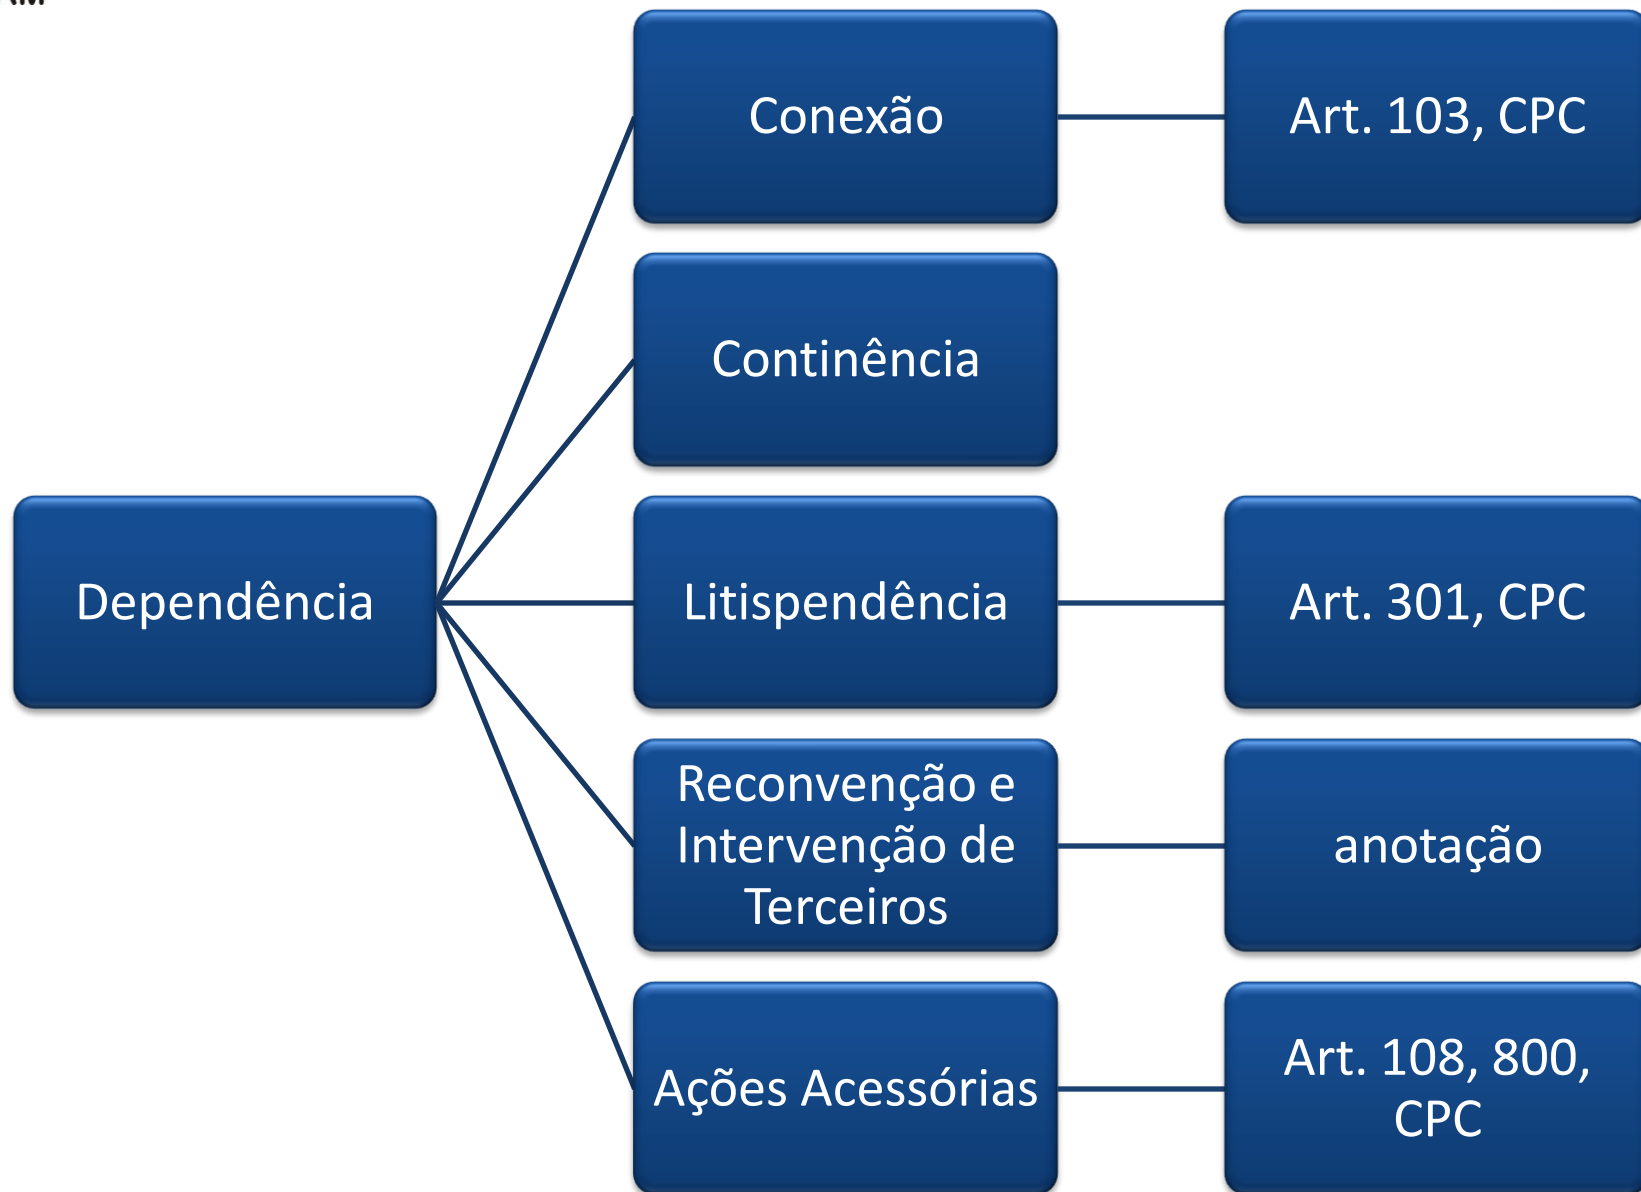 Conexão
Art. 103, CPC
Continência
Dependência
Litispendência
Art. 301, CPC
Reconvenção e
Intervenção de
Terceiros
anotação
Ações Acessórias
Art. 108, 800,
CPC